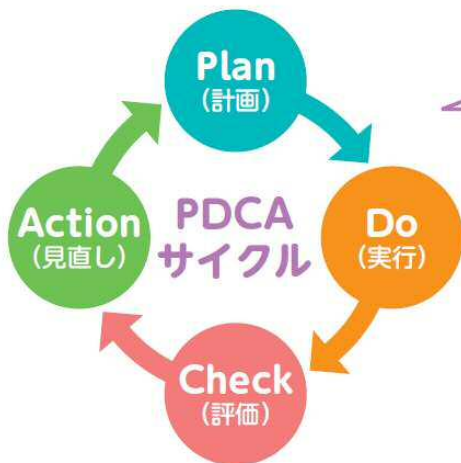 Plan
(計画)
Do
(実行)
Check
(評価)
Action
(見直し)
PDCA
サイクル